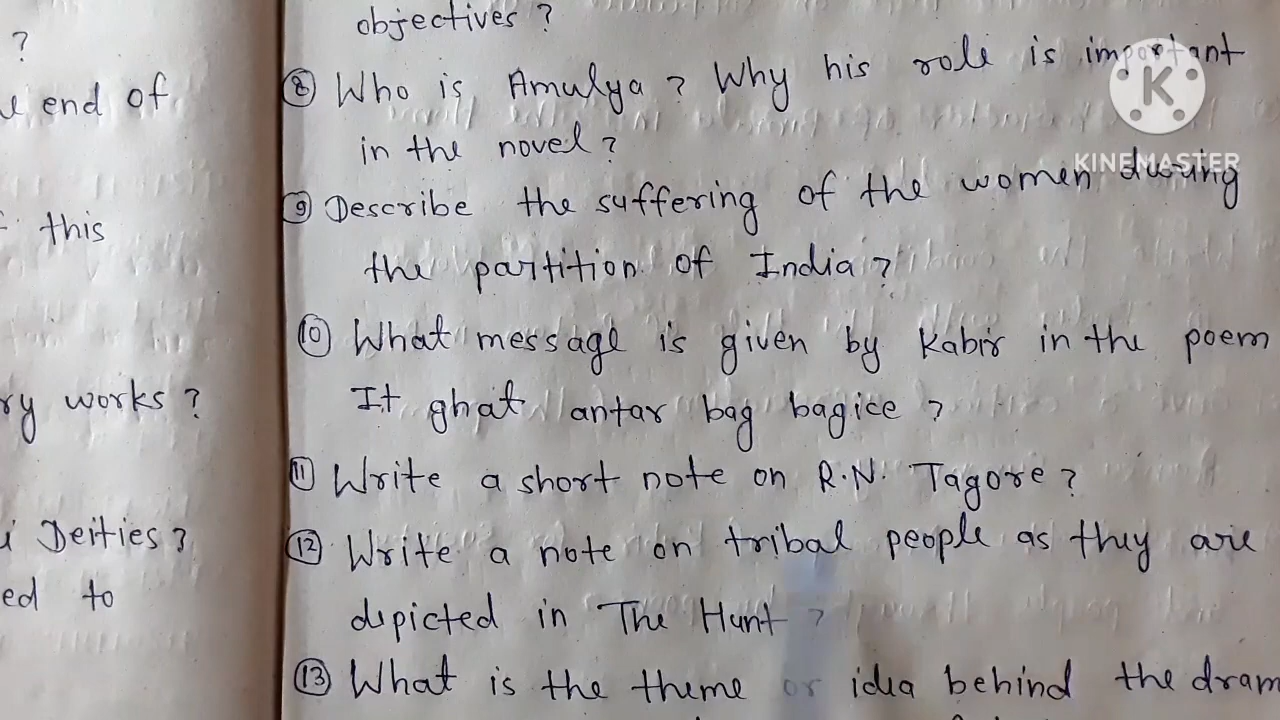 ?
end of
this
works ?
Deities ?
ed to
objectives ?
⑧ Who is Amulya ? Why his role is important
in the novel ?
⑨ Describe the suffering of the women during
the partition of India ?
⑩ What message is given by Kabir in the poem
It ghat antar bag bagice ?
⑪ Write a short note on R.N. Tagore ?
⑫ Write a note on tribal people as they are
depicted in The Hunt ?
⑬ What is the theme or idea behind the dram
K
KINEMASTER